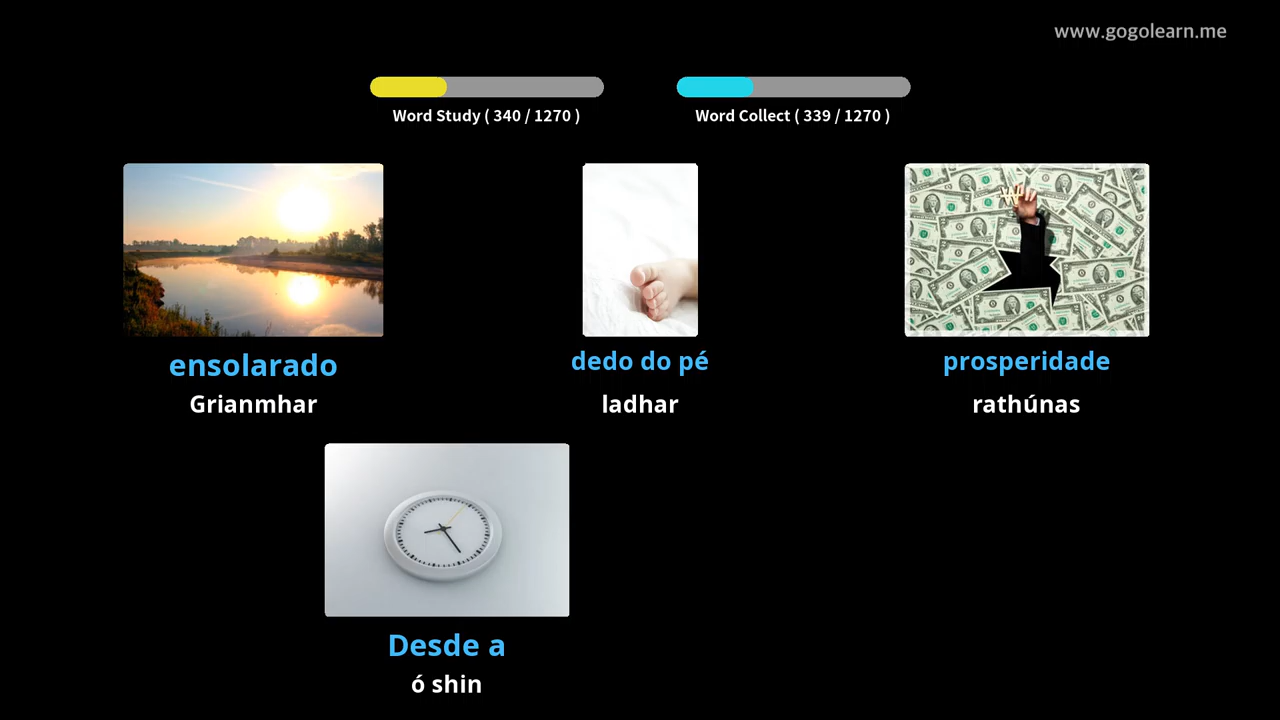 www.gogolearn.me
Word Study ( 340 / 1270 )
Word Collect ( 339 / 1270 )
ensolarado
Grianmhar
dedo do pé
ladhar
prosperidade
rathúnas
Desde a
ó shin